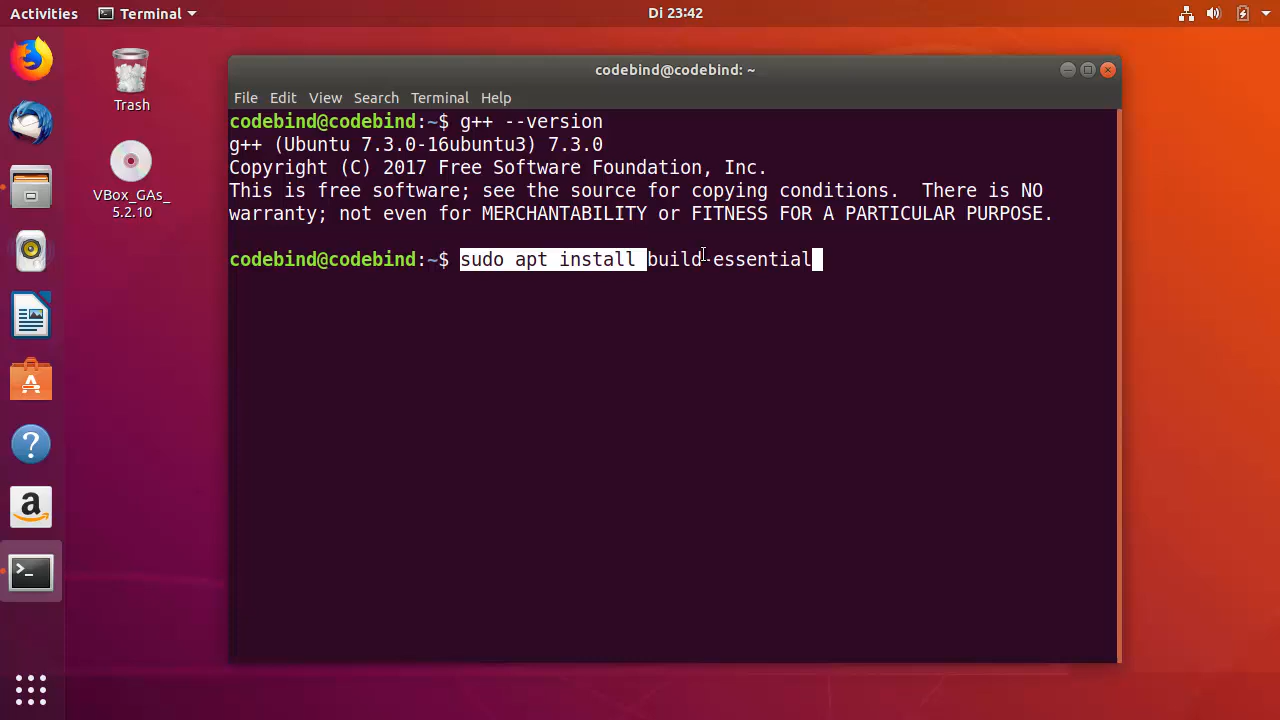 Activities Terminal Di 23:42
Trash
VBox_GAs_
5.2.10
codebind@codebind: ~
File Edit View Search Terminal Help
codebind@codebind:~$ g++ --version
g++ (Ubuntu 7.3.0-16ubuntu3) 7.3.0
Copyright (C) 2017 Free Software Foundation, Inc.
This is free software; see the source for copying conditions.  There is NO
warranty; not even for MERCHANTABILITY or FITNESS FOR A PARTICULAR PURPOSE.
codebind@codebind:~$ sudo apt install build-essential